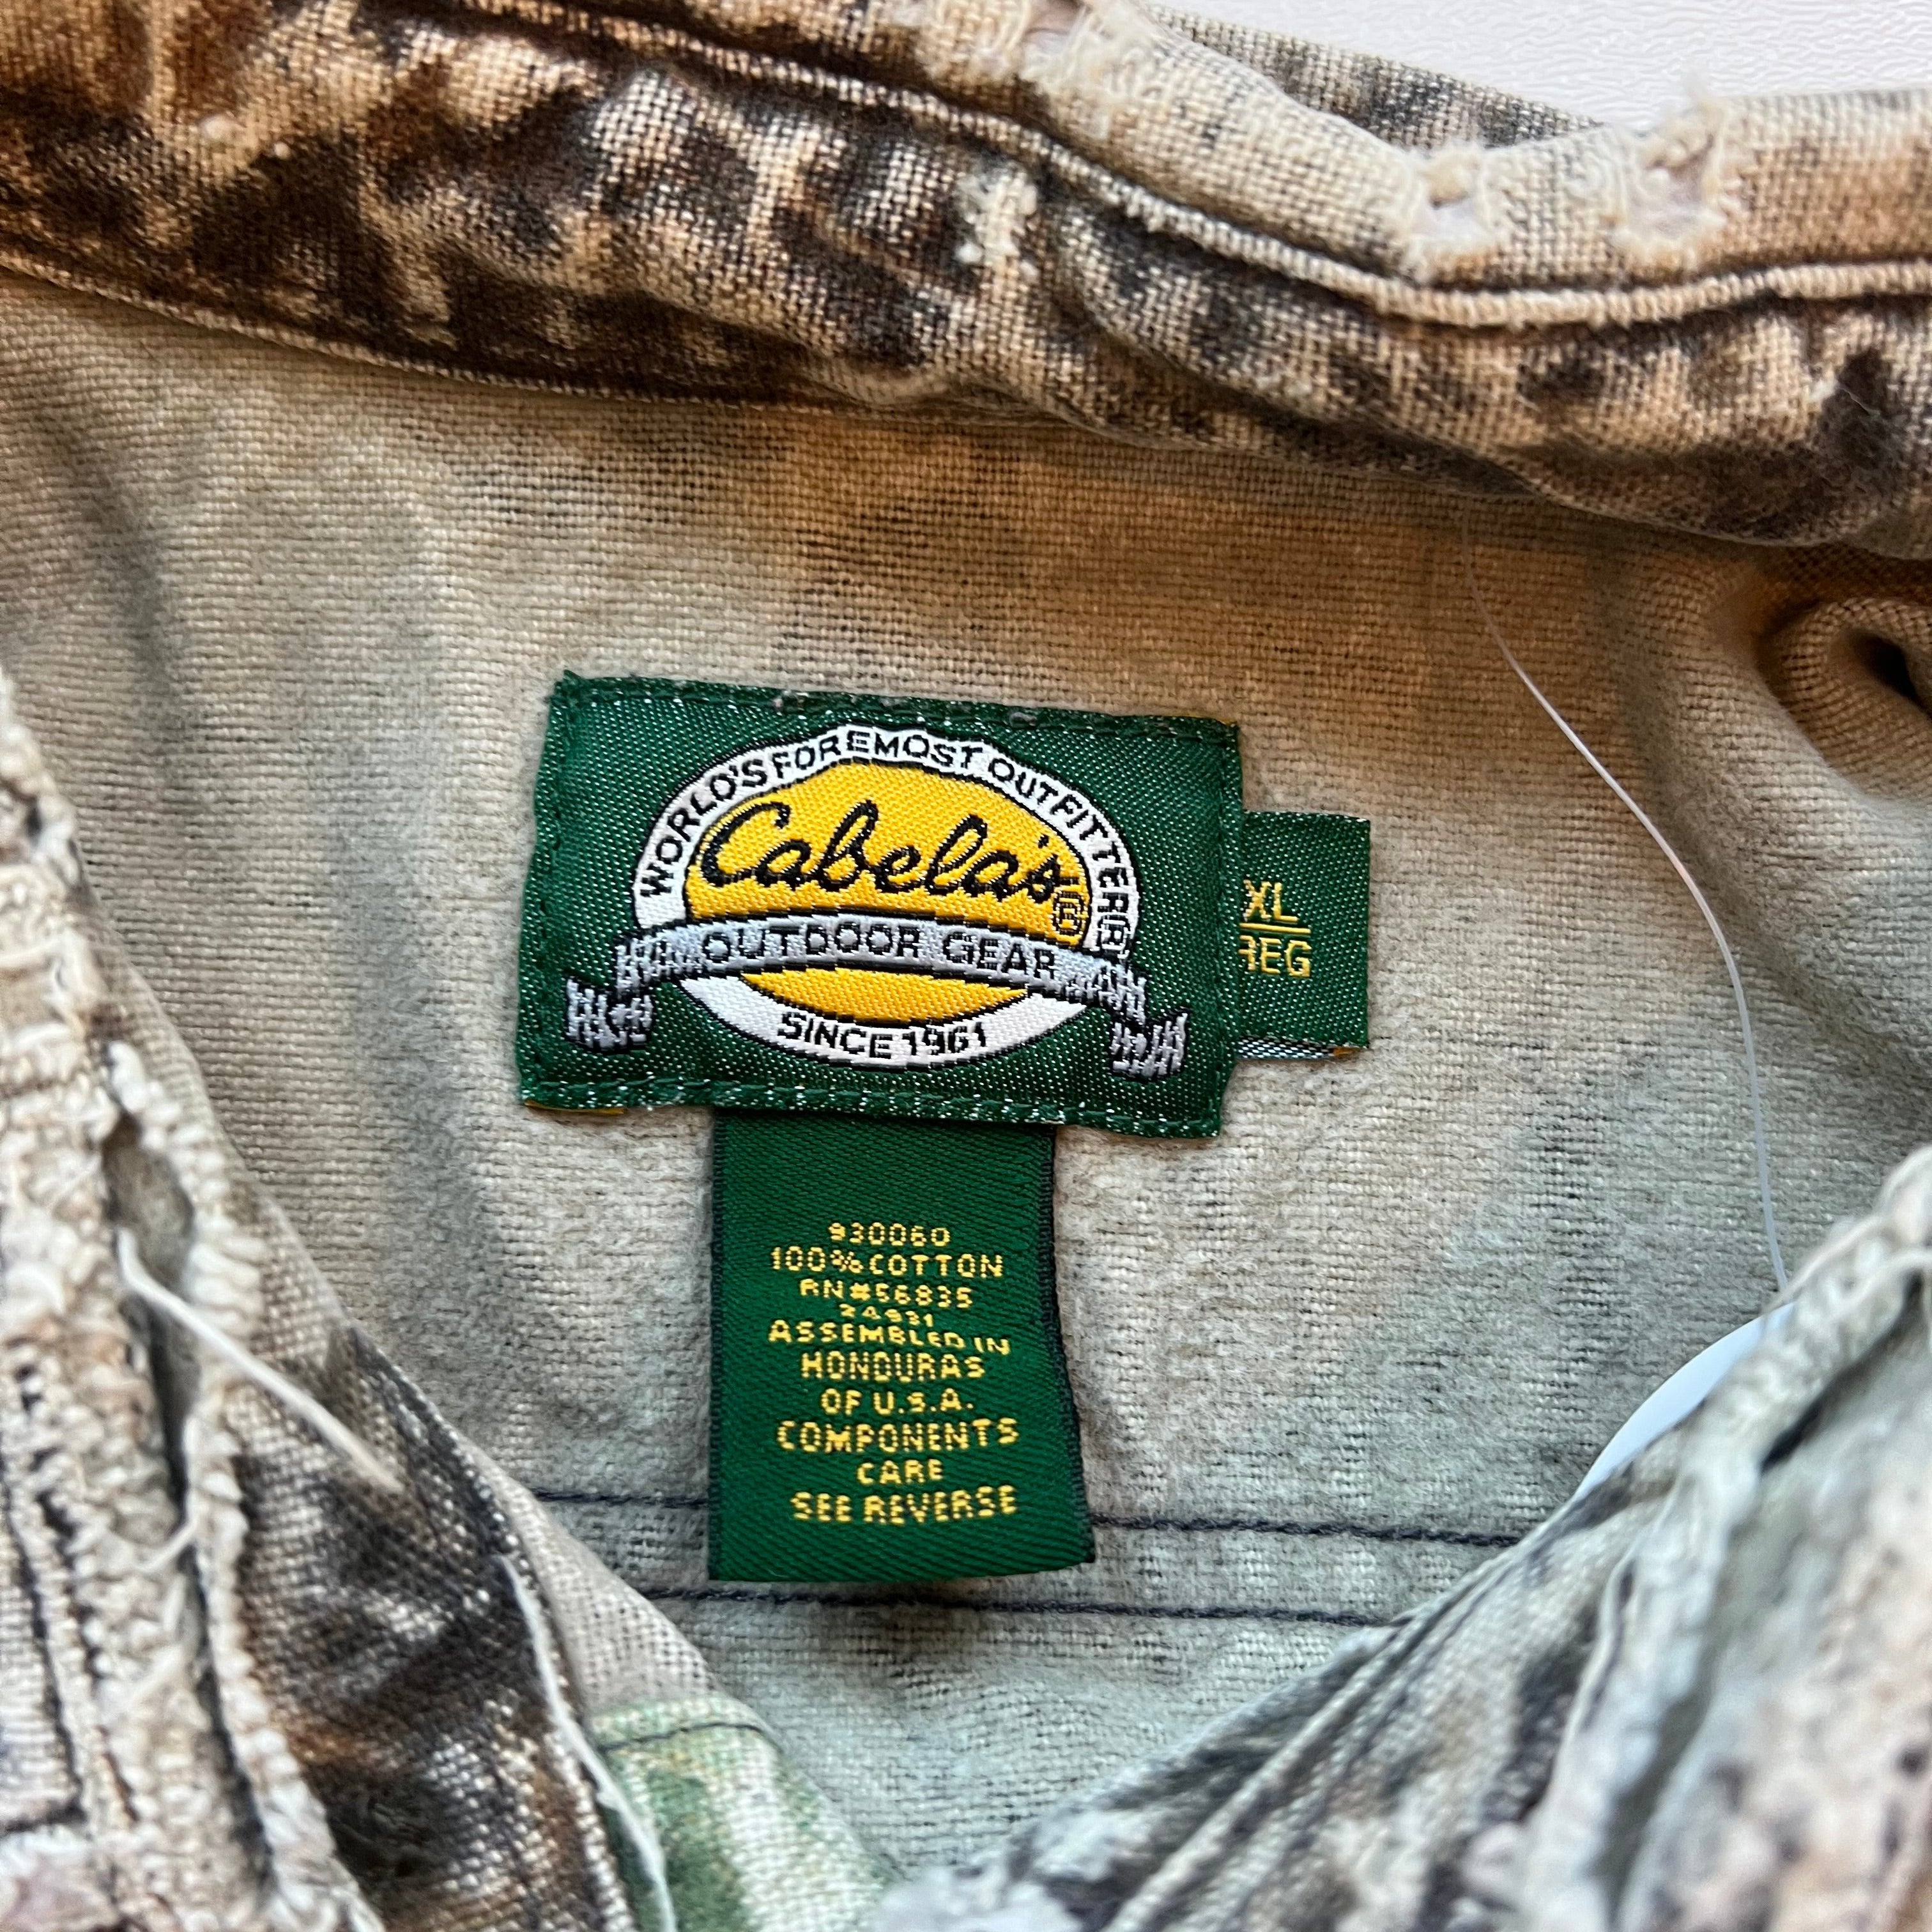 WORLD'S FOREMOST OUTFITTER®
Cabela's®
OUTDOOR GEAR
SINCE 1961
XL
REG
930060
100% COTTON
RN#56835
34931
ASSEMBLED IN
HONDURAS
OF U.S.A.
COMPONENTS
CARE
SEE REVERSE